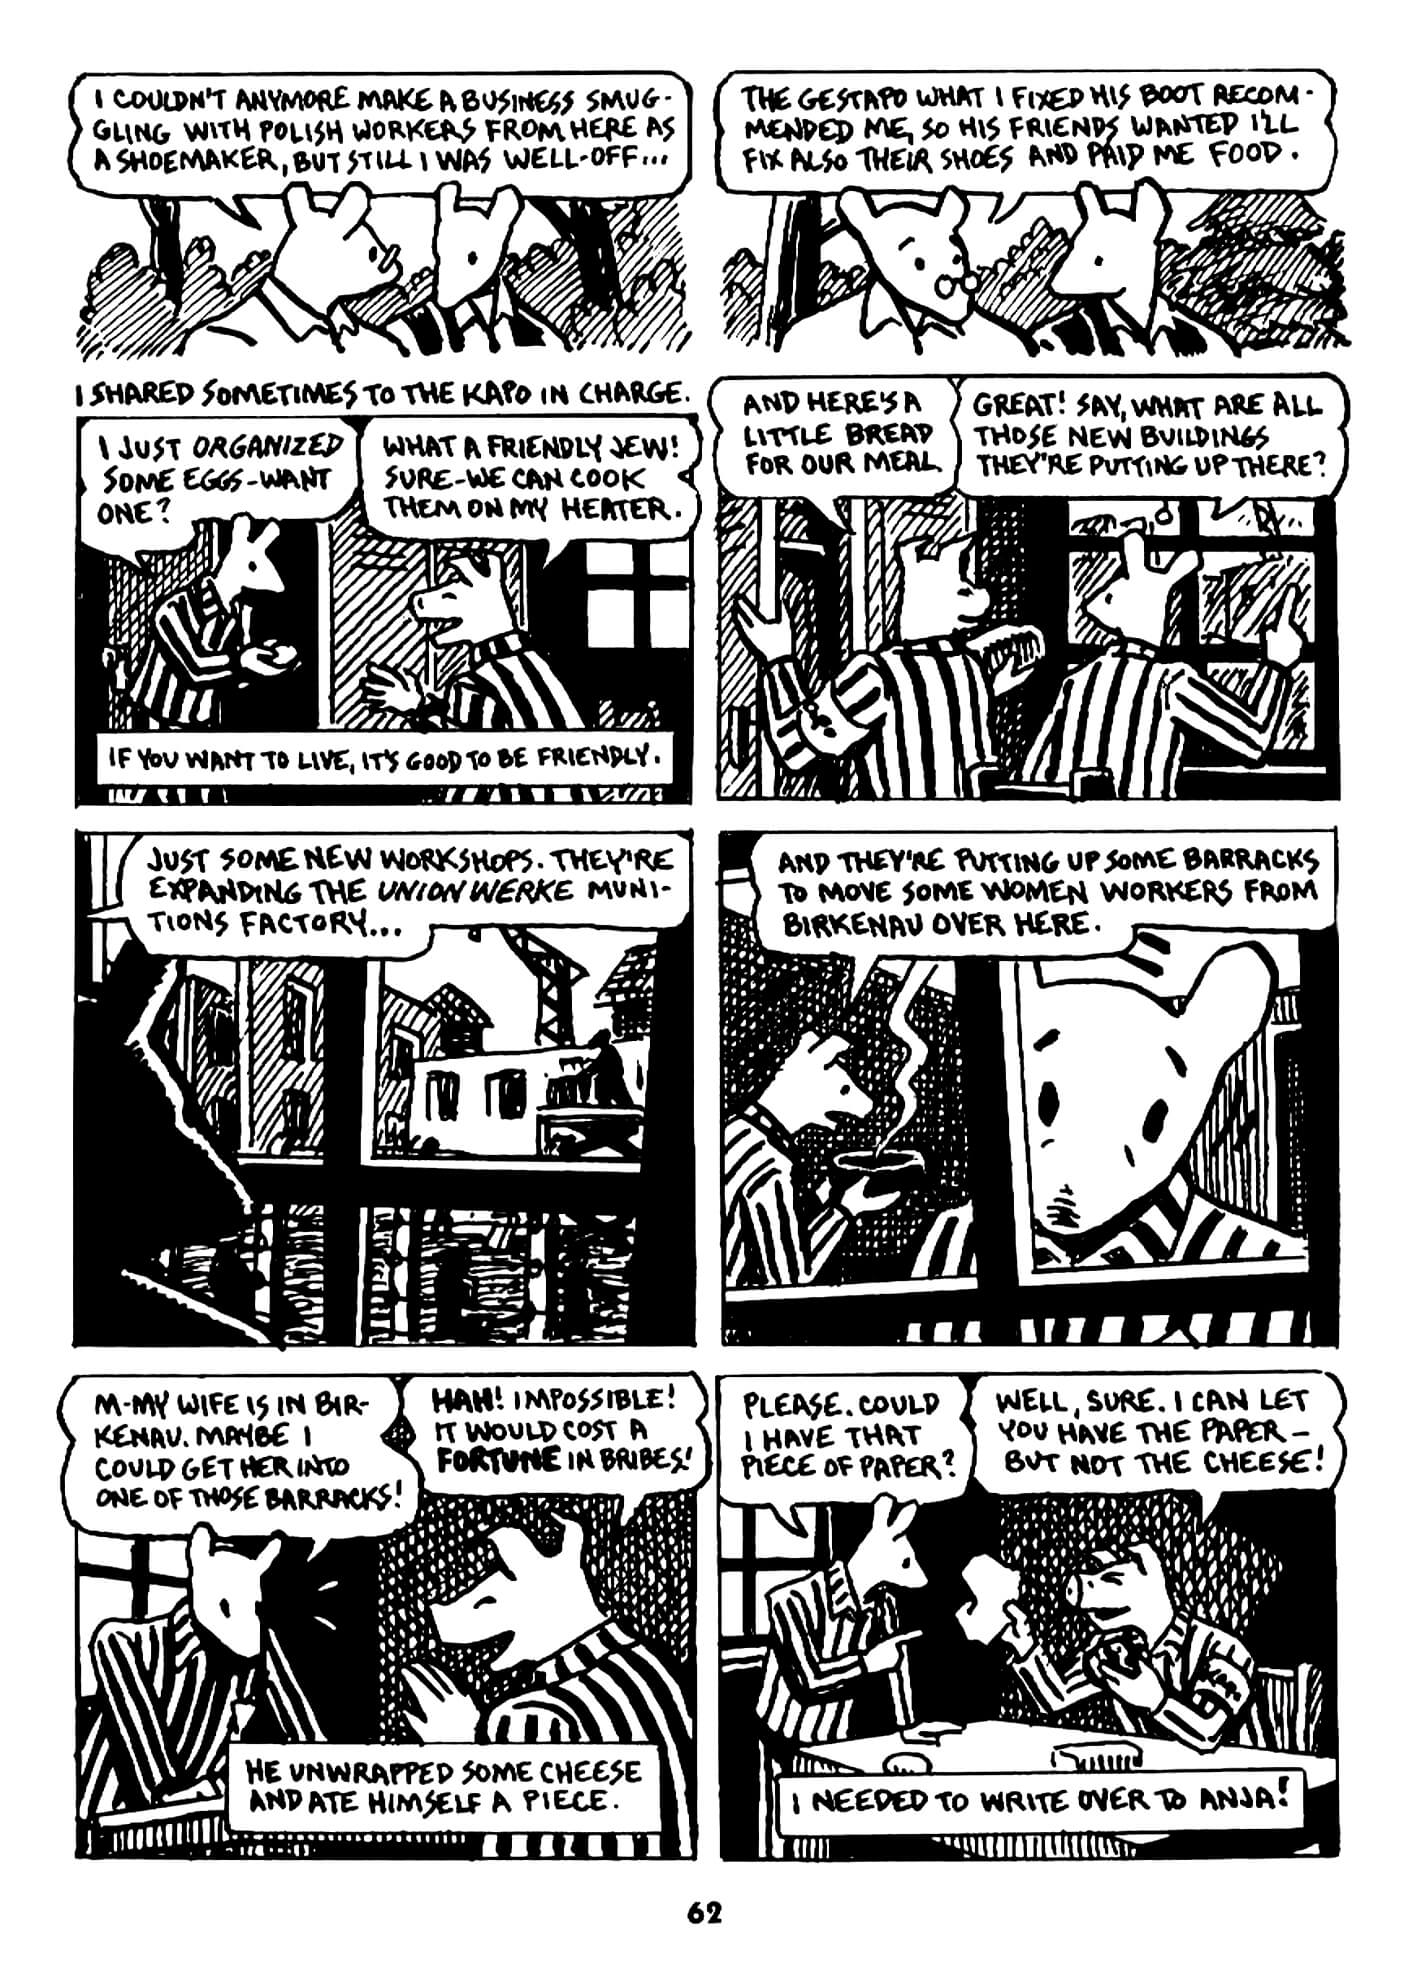 I COULDN'T ANYMORE MAKE A BUSINESS SMUG-
GLING WITH POLISH WORKERS FROM HERE AS
A SHOEMAKER, BUT STILL I WAS WELL-OFF...
THE GESTAPO WHAT I FIXED HIS BOOT RECOM-
MENDED ME, SO HIS FRIENDS WANTED I'LL
FIX ALSO THEIR SHOES AND PAID ME FOOD.
I SHARED SOMETIMES TO THE KAPO IN CHARGE.
I JUST ORGANIZED
SOME EGGS-WANT
ONE?
WHAT A FRIENDLY JEW!
SURE-WE CAN COOK
THEM ON MY HEATER.
IF YOU WANT TO LIVE, IT'S GOOD TO BE FRIENDLY.
AND HERE'S A
LITTLE BREAD
FOR OUR MEAL
GREAT! SAY, WHAT ARE ALL
THOSE NEW BUILDINGS
THEY'RE PUTTING UP THERE?
JUST SOME NEW WORKSHOPS. THEY'RE
EXPANDING THE UNION WERKE MUNI-
TIONS FACTORY...
AND THEY'RE PUTTING UP SOME BARRACKS
TO MOVE SOME WOMEN WORKERS FROM
BIRKENAU OVER HERE.
M-MY WIFE IS IN BIR-
KENAU. MAYBE I
COULD GET HER INTO
ONE OF THOSE BARRACKS!
HAH! IMPOSSIBLE!
IT WOULD COST A
FORTUNE IN BRIBES!
HE UNWRAPPED SOME CHEESE
AND ATE HIMSELF A PIECE.
PLEASE. COULD
I HAVE THAT
PIECE OF PAPER?
WELL, SURE. I CAN LET
YOU HAVE THE PAPER –
BUT NOT THE CHEESE!
I NEEDED TO WRITE OVER TO ANJA!
62